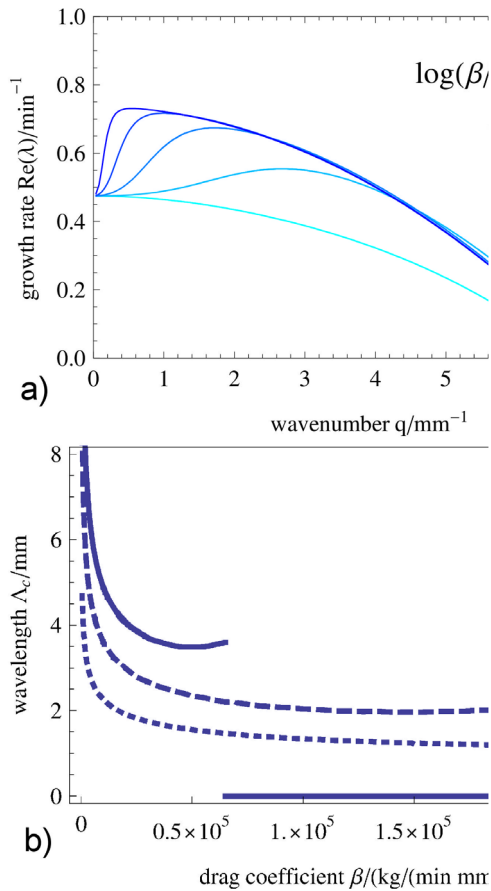 1.0
log(β/
0.8
0.6
0.4
0.2
0.0
growth rate Re(λ)/min⁻¹
0 1 2 3 4 5
a)
wavenumber q/mm⁻¹
8
6
4
2
0
wavelength Λc/mm
0 0.5×10⁵ 1.0×10⁵ 1.5×10⁵
b)
drag coefficient β/(kg/(min mm